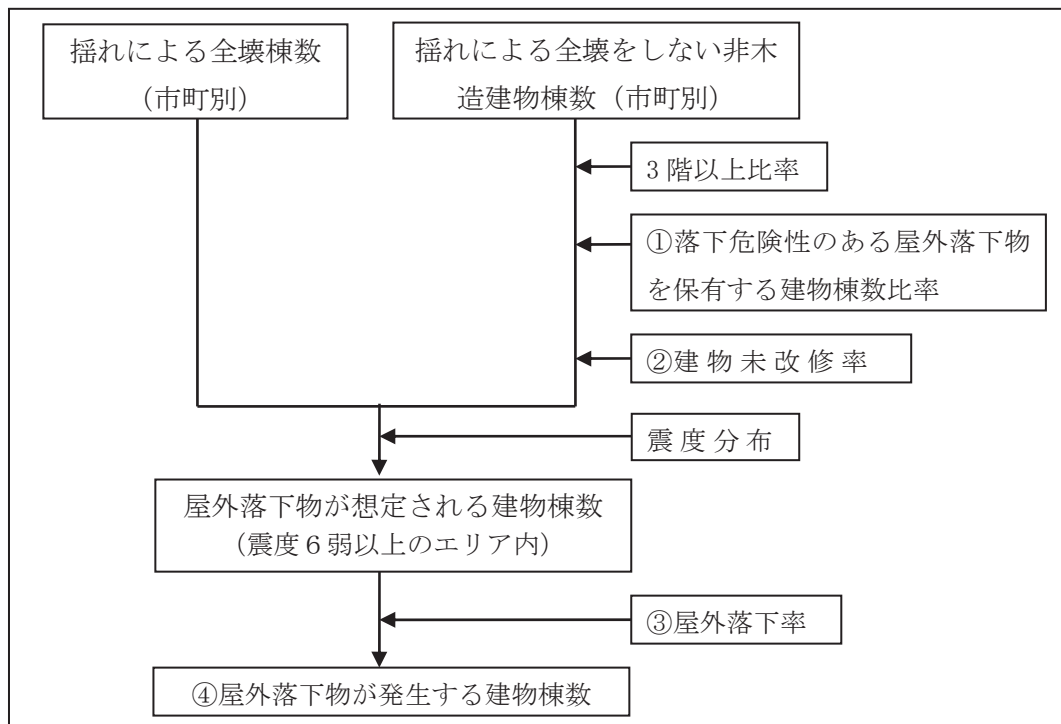 揺れによる全壊棟数
（市町別）
揺れによる全壊をしない非木
造建物棟数（市町別）
3 階以上比率
①落下危険性のある屋外落下物
を保有する建物棟数比率
②建 物 未 改 修 率
震 度 分 布
屋外落下物が想定される建物棟数
（震度６弱以上のエリア内）
③屋外落下率
④屋外落下物が発生する建物棟数